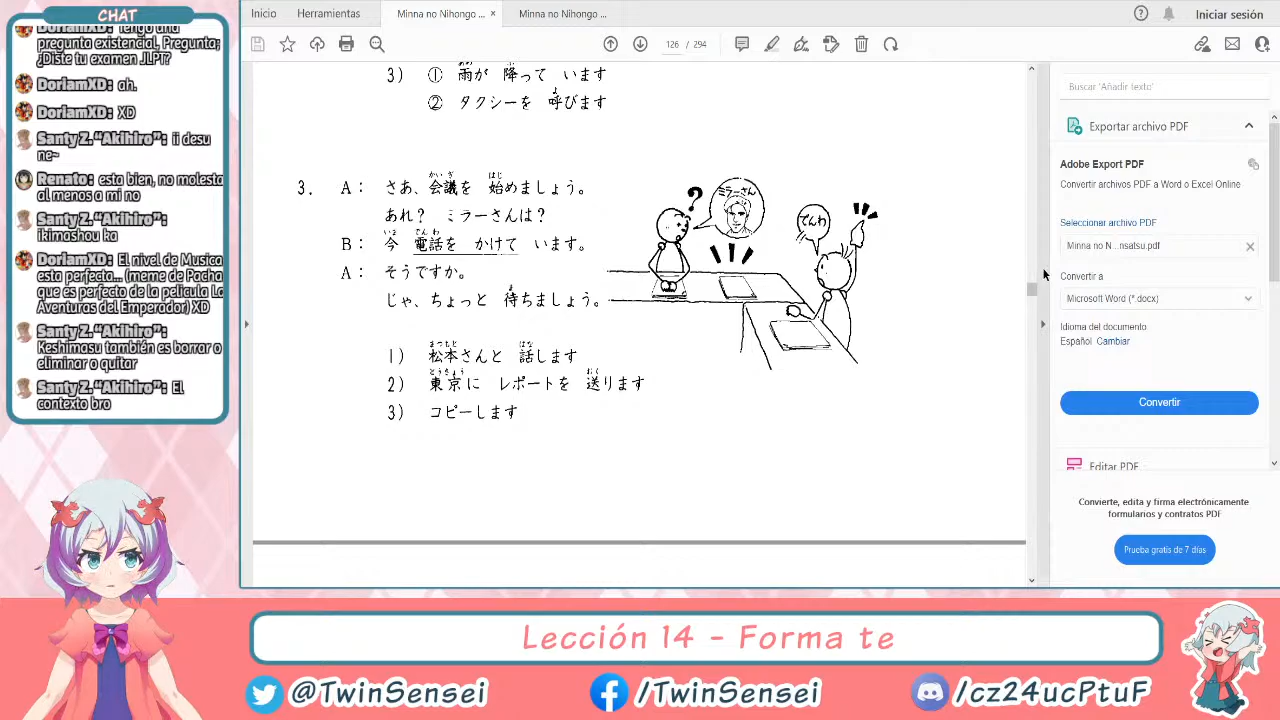 CHAT
DorlamXD: Tengo una
pregunta existencial, Pregunta;
¿Diste tu examen JLPT?
DorlamXD: ah.
DorlamXD: XD
Santy Z."Akihiro": ii desu
ne~
Renato: esta bien, no molesta
al menos a mi no
Santy Z."Akihiro":
ikimashou ka
DorlamXD: El nivel de Musica
esta perfecto... (meme de Pacha
que es perfecto de la pelicula La
Aventuras del Emperador) XD
Santy Z."Akihiro":
Keshimasu también es borrar o
eliminar o quitar
Santy Z."Akihiro": El
contexto bro
Inicio
Herramientas
Minna no Nihongo ... ×
Minna no Nihongo ...
Iniciar sesión
126 / 294
3) ① 雨が 降って います
② タクシーを 呼びます
3. A: さあ、会議を 始めましょう。
あれ? ミラーさんは?
B: 今 電話を かけて います。
A: そうですか。
じゃ、ちょっと 待ちましょう。
1) 松本さんと 話します
2) 東京に レポートを 送ります
3) コピーします
?
ミラーさん
でんわ
Buscar 'Añadir texto'
Exportar archivo PDF
Adobe Export PDF
Convertir archivos PDF a Word o Excel Online
Seleccionar archivo PDF
Minna no N...nsatsu.pdf
Convertir a
Microsoft Word (*.docx)
Idioma del documento
Español Cambiar
Convertir
Editar PDF
Convierte, edita y firma electrónicamente
formularios y contratos PDF
Prueba gratis de 7 días
Lección 14 - Forma te
@TwinSensei
/TwinSensei
/cz24ucPtuF